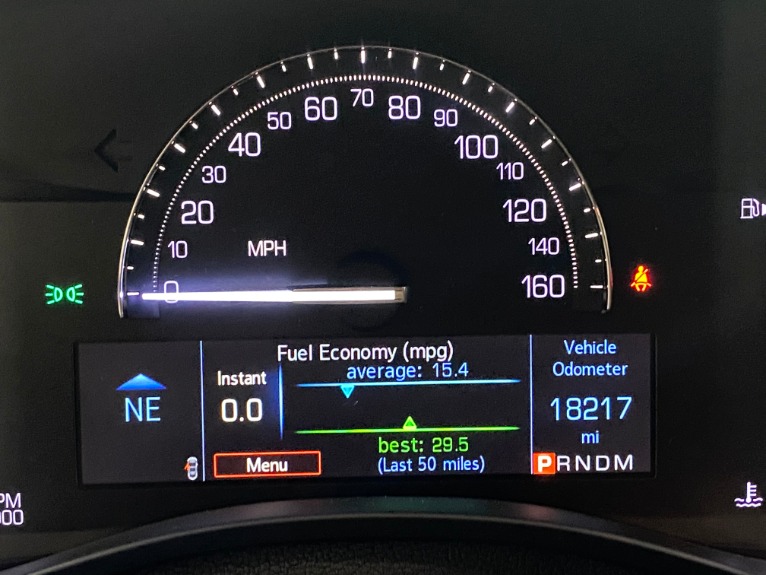 70
60 80
50 90
40 100
30 110
20 120
10 MPH 140
0 160
Fuel Economy (mpg)
average: 15.4
Instant
0.0
best: 29.5
(Last 50 miles)
Menu
NE
Vehicle
Odometer
18217
mi
PRNDM
PM
000